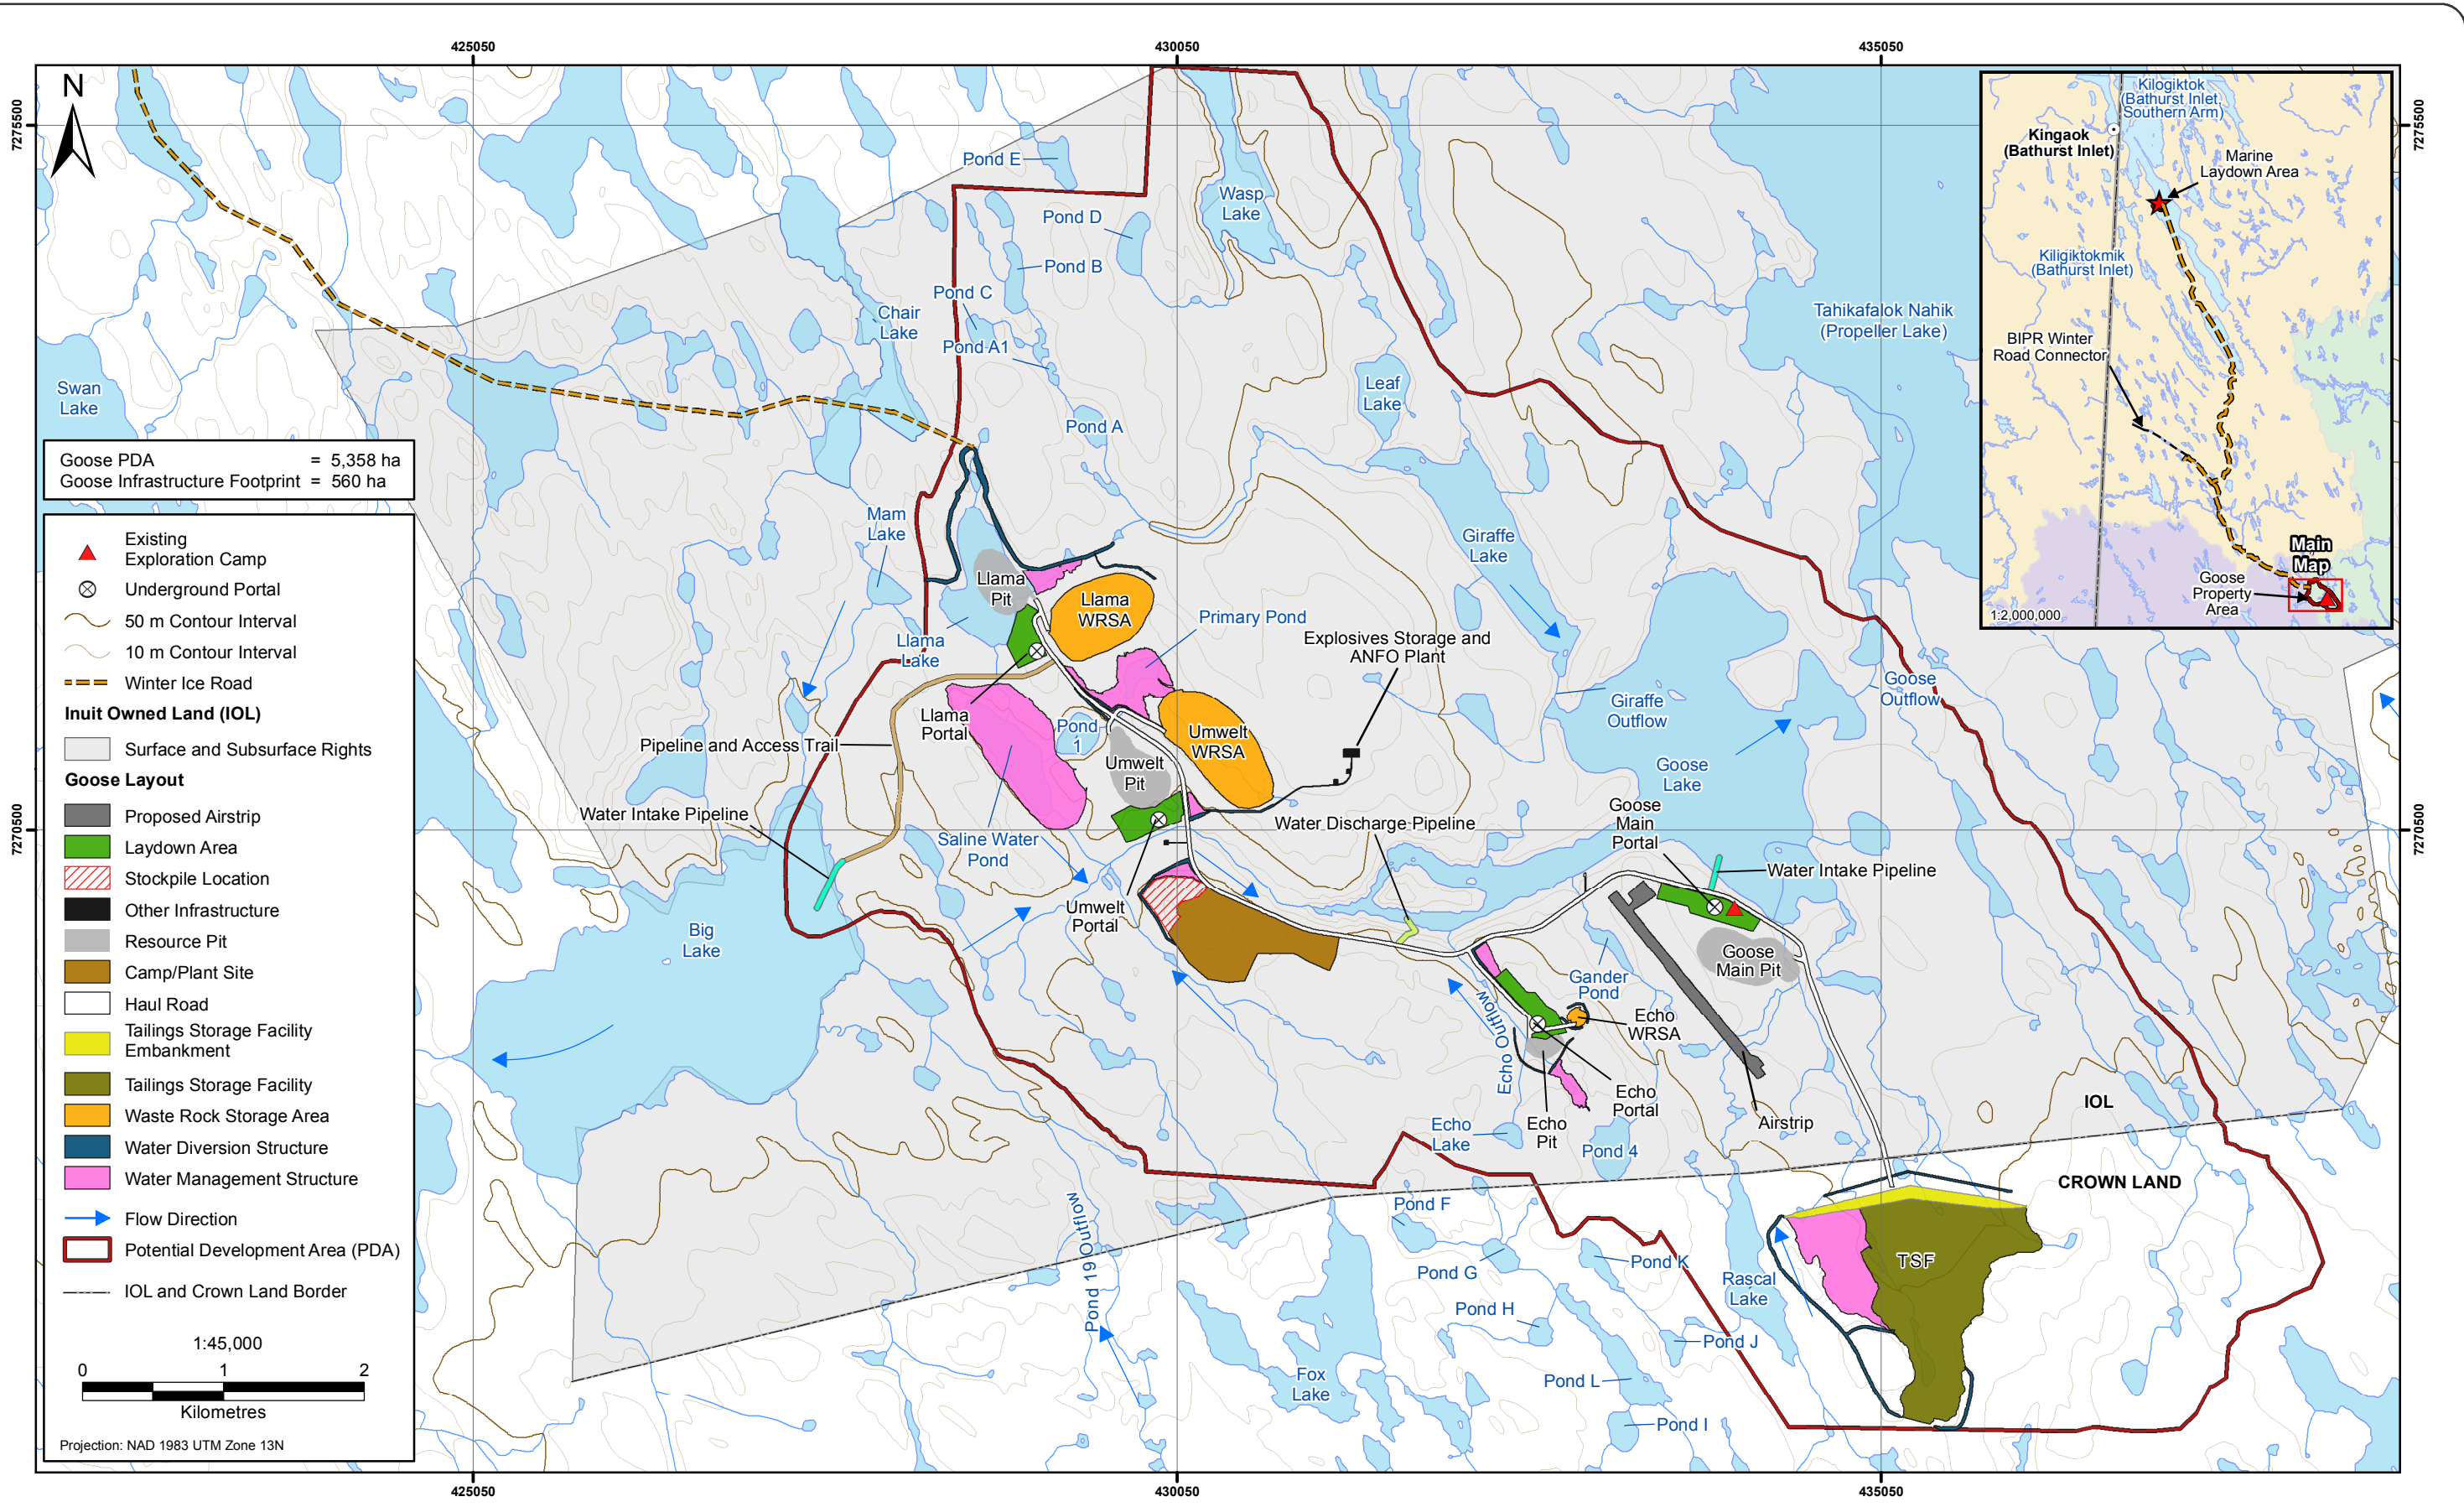 425050
430050
435050
7275500
7275500
N
Kilogiktok
(Bathurst Inlet,
Southern Arm)
Kingaok
(Bathurst Inlet)
Marine
Laydown Area
Kiligiktokmik
(Bathurst Inlet)
BIPR Winter
Road Connector
Main
Map
Goose
Property
Area
1:2,000,000
Pond E
Pond D
Wasp
Lake
Pond B
Pond C
Chair
Lake
Pond A1
Tahikafalok Nahik
(Propeller Lake)
Swan
Lake
Leaf
Lake
Pond A
Goose PDA = 5,358 ha
Goose Infrastructure Footprint = 560 ha
Mam
Lake
Giraffe
Lake
Llama
Pit
Llama
WRSA
Primary Pond
Explosives Storage and
ANFO Plant
Llama
Lake
Goose
Outflow
Giraffe
Outflow
Llama
Portal
Pond
1
Umwelt
WRSA
Pipeline and Access Trail
Umwelt
Pit
Goose
Lake
Water Intake Pipeline
Water Discharge Pipeline
Goose
Main
Portal
7270500
7270500
Saline Water
Pond
Water Intake Pipeline
Umwelt
Portal
Big
Lake
Goose
Main Pit
Gander
Pond
Echo Outflow
Echo
WRSA
Echo
Portal
Echo
Lake
Echo
Pit
Airstrip
Pond 4
IOL
CROWN LAND
Pond 19 Outflow
Pond F
Pond G
Pond K
Rascal
Lake
TSF
Pond H
Pond J
Fox
Lake
Pond L
Pond I
Existing
Exploration Camp
Underground Portal
50 m Contour Interval
10 m Contour Interval
Winter Ice Road
Inuit Owned Land (IOL)
Surface and Subsurface Rights
Goose Layout
Proposed Airstrip
Laydown Area
Stockpile Location
Other Infrastructure
Resource Pit
Camp/Plant Site
Haul Road
Tailings Storage Facility
Embankment
Tailings Storage Facility
Waste Rock Storage Area
Water Diversion Structure
Water Management Structure
Flow Direction
Potential Development Area (PDA)
IOL and Crown Land Border
1:45,000
0 1 2
Kilometres
Projection: NAD 1983 UTM Zone 13N
425050
430050
435050